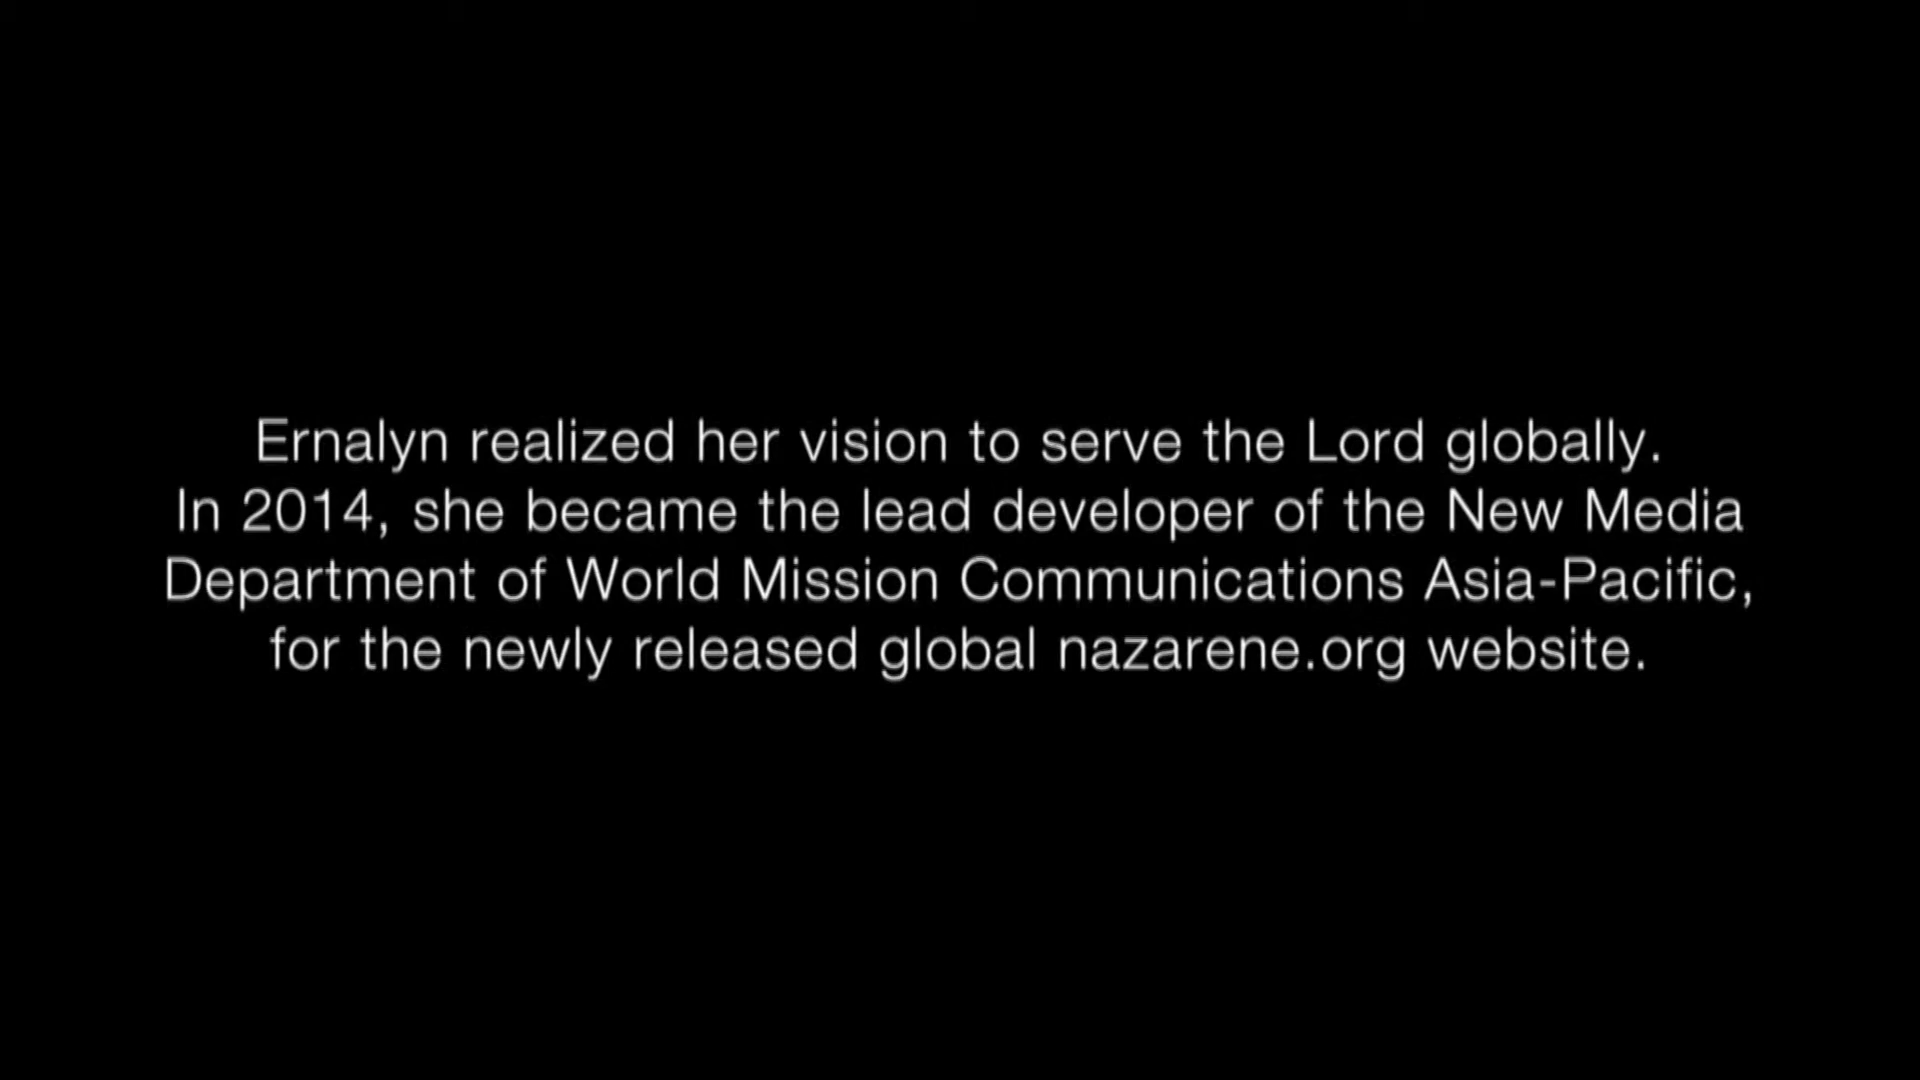 Ernalyn realized her vision to serve the Lord globally.
In 2014, she became the lead developer of the New Media
Department of World Mission Communications Asia-Pacific,
for the newly released global nazarene.org website.